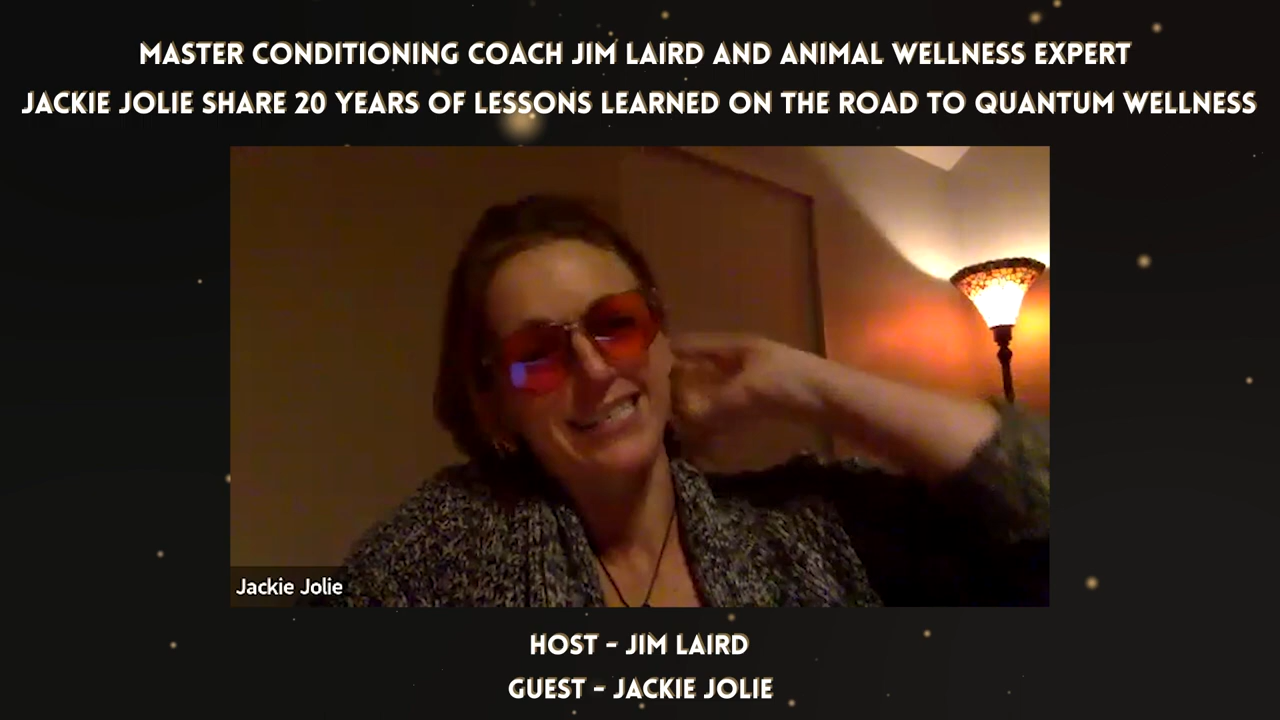 MASTER CONDITIONING COACH JIM LAIRD AND ANIMAL WELLNESS EXPERT
JACKIE JOLIE SHARE 20 YEARS OF LESSONS LEARNED ON THE ROAD TO QUANTUM WELLNESS
Jackie Jolie
HOST - JIM LAIRD
GUEST - JACKIE JOLIE